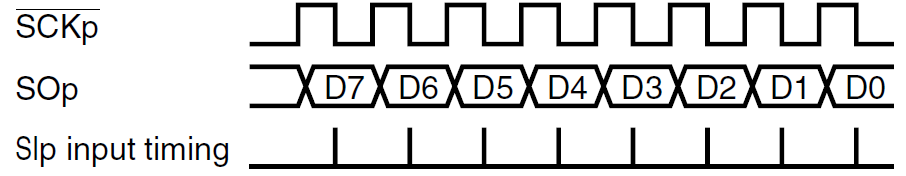 SCKp
SOp D7 D6 D5 D4 D3 D2 D1 D0
SIp input timing